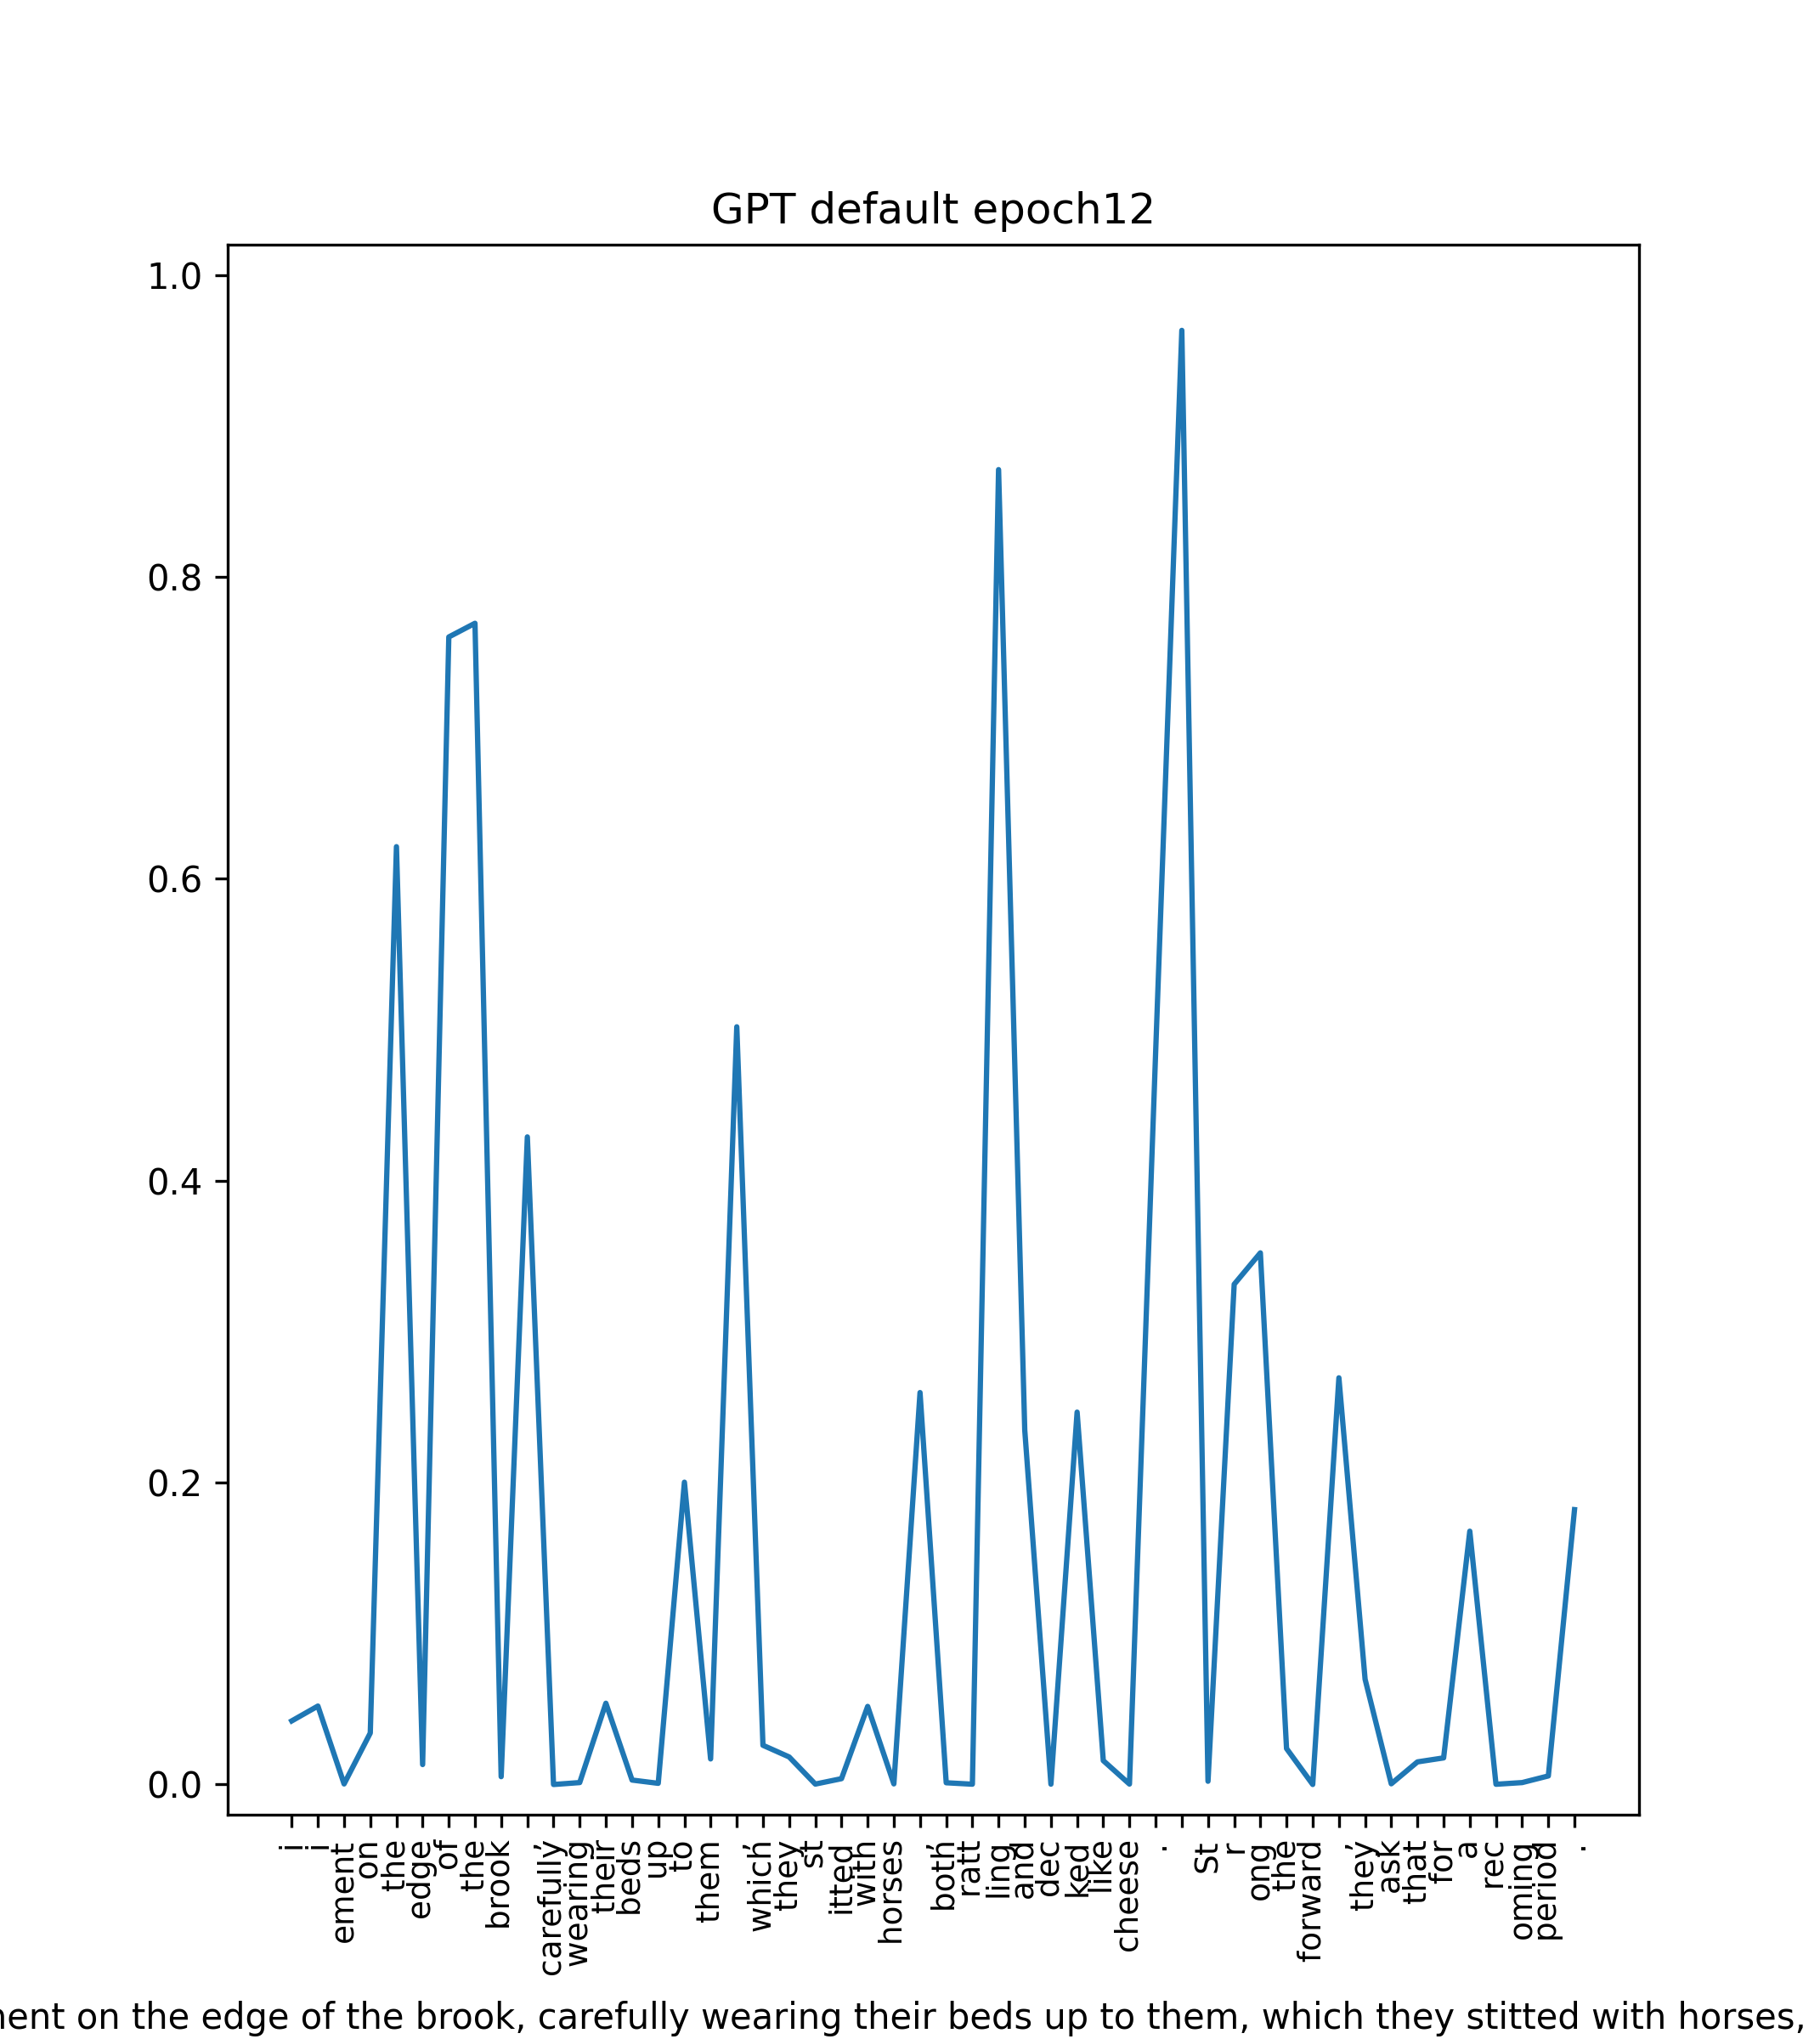 GPT default epoch12
1.0
0.8
0.6
0.4
0.2
0.0
i
i
ement
on
the
edge
of
the
brook
,
carefully
wearing
their
beds
up
to
them
,
which
they
st
itted
with
horses
,
both
ratt
ling
and
dec
ked
like
cheese
.
St
r
ong
the
forward
,
they
ask
that
for
a
rec
oming
period
.
on the edge of the brook, carefully wearing their beds up to them, which they stitted with horses,